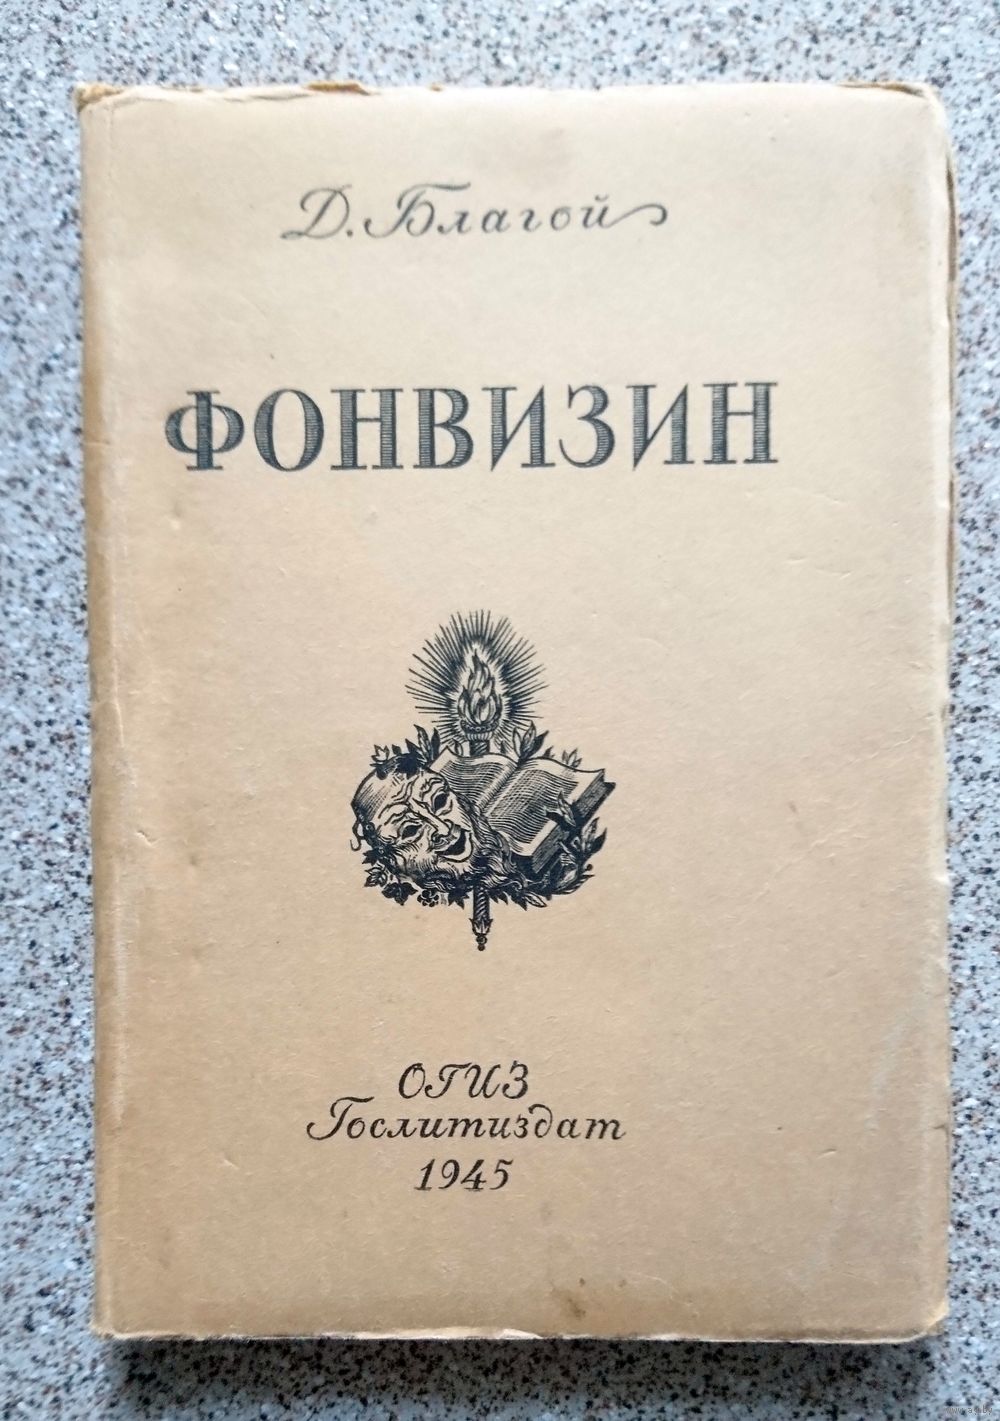 Д. Благой
ФОНВИЗИН
ОГИЗ
Гослитиздат
1945